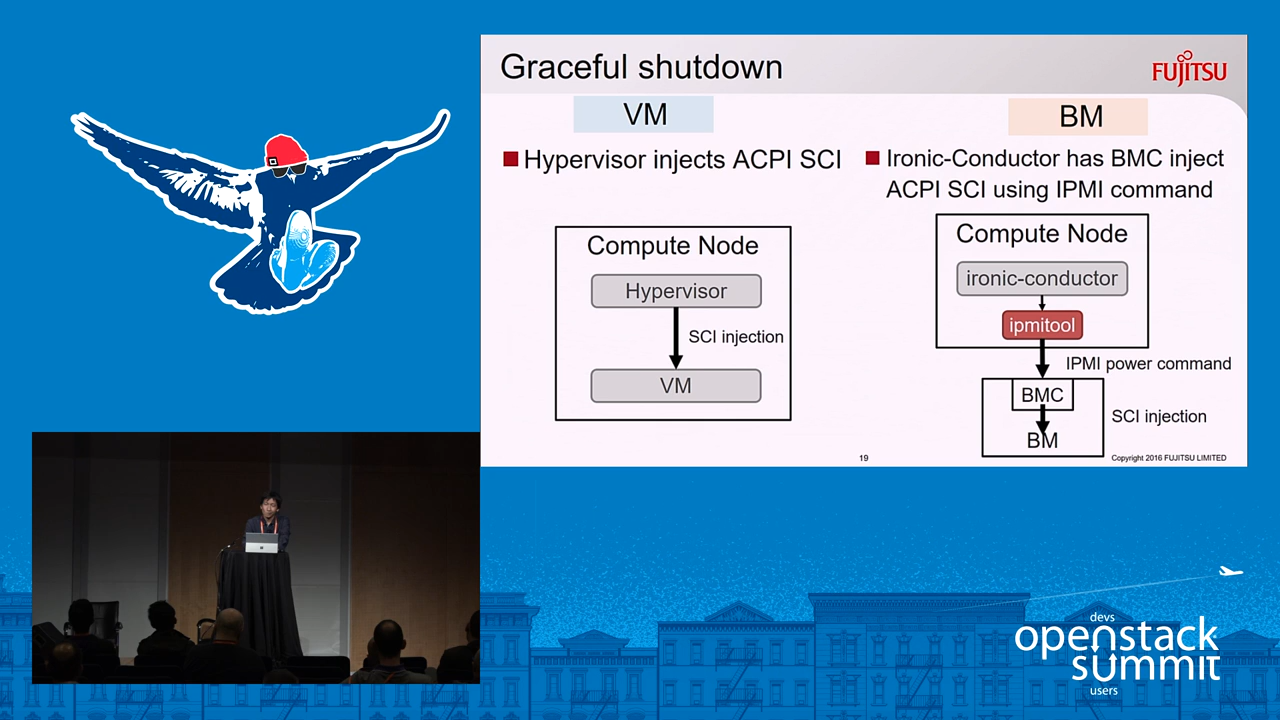 Graceful shutdown
FUJITSU
VM
Hypervisor injects ACPI SCI
Compute Node
Hypervisor
SCI injection
VM
BM
Ironic-Conductor has BMC inject
ACPI SCI using IPMI command
Compute Node
ironic-conductor
ipmitool
IPMI power command
BMC
SCI injection
BM
19
Copyright 2016 FUJITSU LIMITED
devs
openstack
summit
users